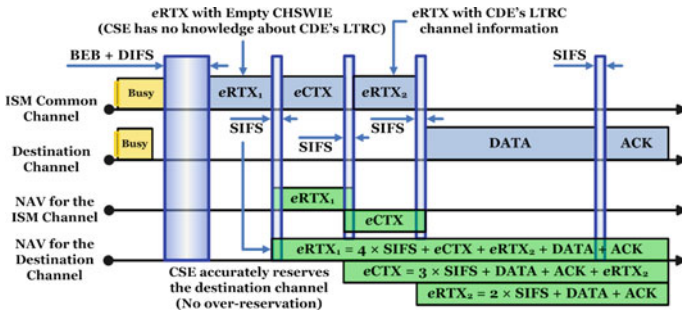 eRTX with Empty CHSWIE
(CSE has no knowledge about CDE's LTRC)
eRTX with CDE's LTRC
channel information
BEB + DIFS
SIFS
Busy
eRTX₁
eCTX
eRTX₂
ISM Common
Channel
SIFS
SIFS
SIFS
Busy
DATA
ACK
Destination
Channel
NAV for the
ISM Channel
eRTX₁
eCTX
NAV for the
Destination
Channel
eRTX₁ = 4 × SIFS + eCTX + eRTX₂ + DATA + ACK
CSE accurately reserves
the destination channel
(No over-reservation)
eCTX = 3 × SIFS + DATA + ACK + eRTX₂
eRTX₂ = 2 × SIFS + DATA + ACK